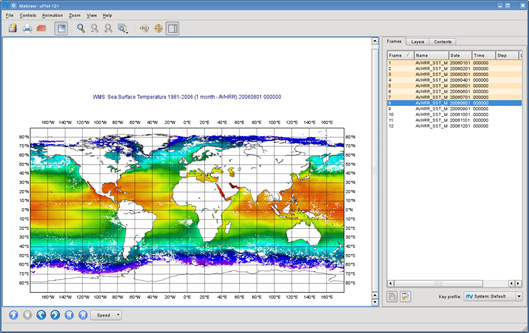 Metview - uPlot <2>
File Controls Animation Zoom View Help
Frames Layers Contents
Frame Name Date Time Step
1 AVHRR_SST_M 20060101 000000
2 AVHRR_SST_M 20060201 000000
3 AVHRR_SST_M 20060301 000000
4 AVHRR_SST_M 20060401 000000
5 AVHRR_SST_M 20060501 000000
6 AVHRR_SST_M 20060601 000000
7 AVHRR_SST_M 20060701 000000
8 AVHRR_SST_M 20060801 000000
9 AVHRR_SST_M 20060901 000000
10 AVHRR_SST_M 20061001 000000
11 AVHRR_SST_M 20061101 000000
12 AVHRR_SST_M 20061201 000000
WMS: Sea Surface Temperature 1981-2006 (1 month - AVHRR) 20060801 000000
160°W 140°W 120°W 100°W 80°W 60°W 40°W 20°W 0° 20°E 40°E 60°E 80°E 100°E 120°E 140°E 160°E
80°N 80°N
70°N 70°N
60°N 60°N
50°N 50°N
40°N 40°N
30°N 30°N
20°N 20°N
10°N 10°N
0° 0°
10°S 10°S
20°S 20°S
30°S 30°S
40°S 40°S
50°S 50°S
60°S 60°S
70°S 70°S
80°S 80°S
160°W 140°W 120°W 100°W 80°W 60°W 40°W 20°W 0° 20°E 40°E 60°E 80°E 100°E 120°E 140°E 160°E
Key profile: System::Default
Speed